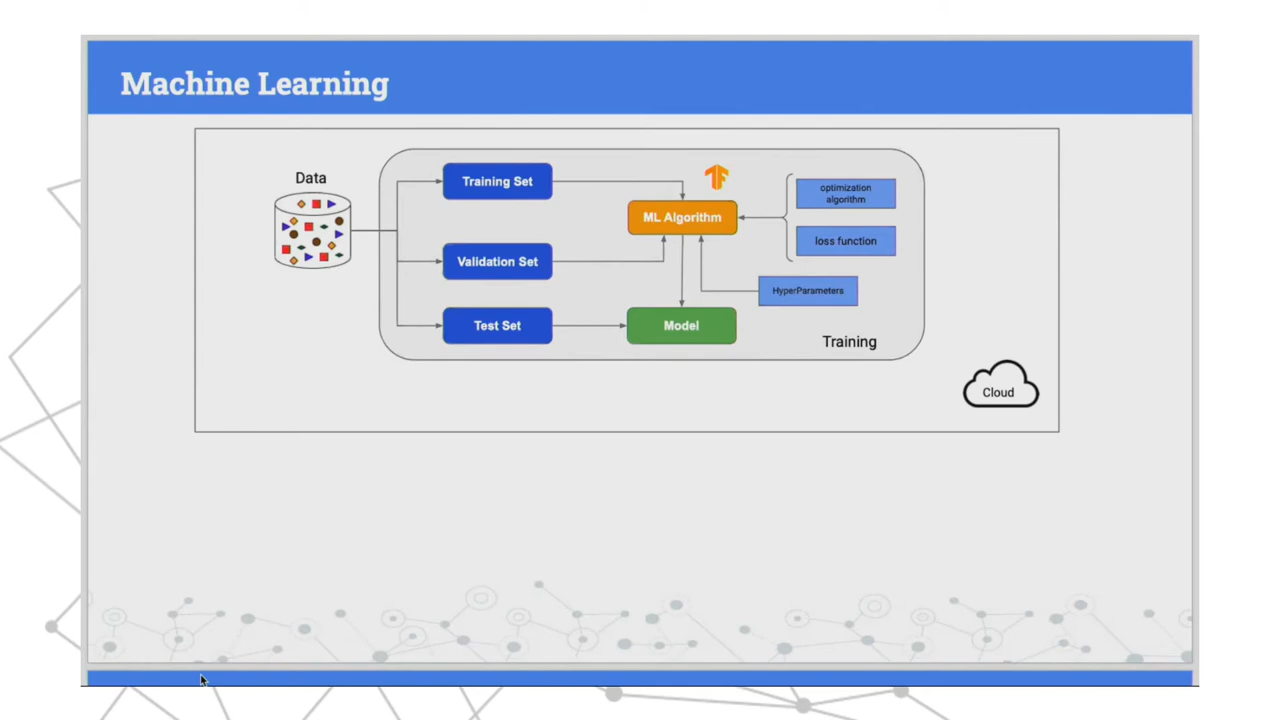 Machine Learning
Data
Training Set
ML Algorithm
optimization
algorithm
loss function
Validation Set
HyperParameters
Test Set
Model
Training
Cloud